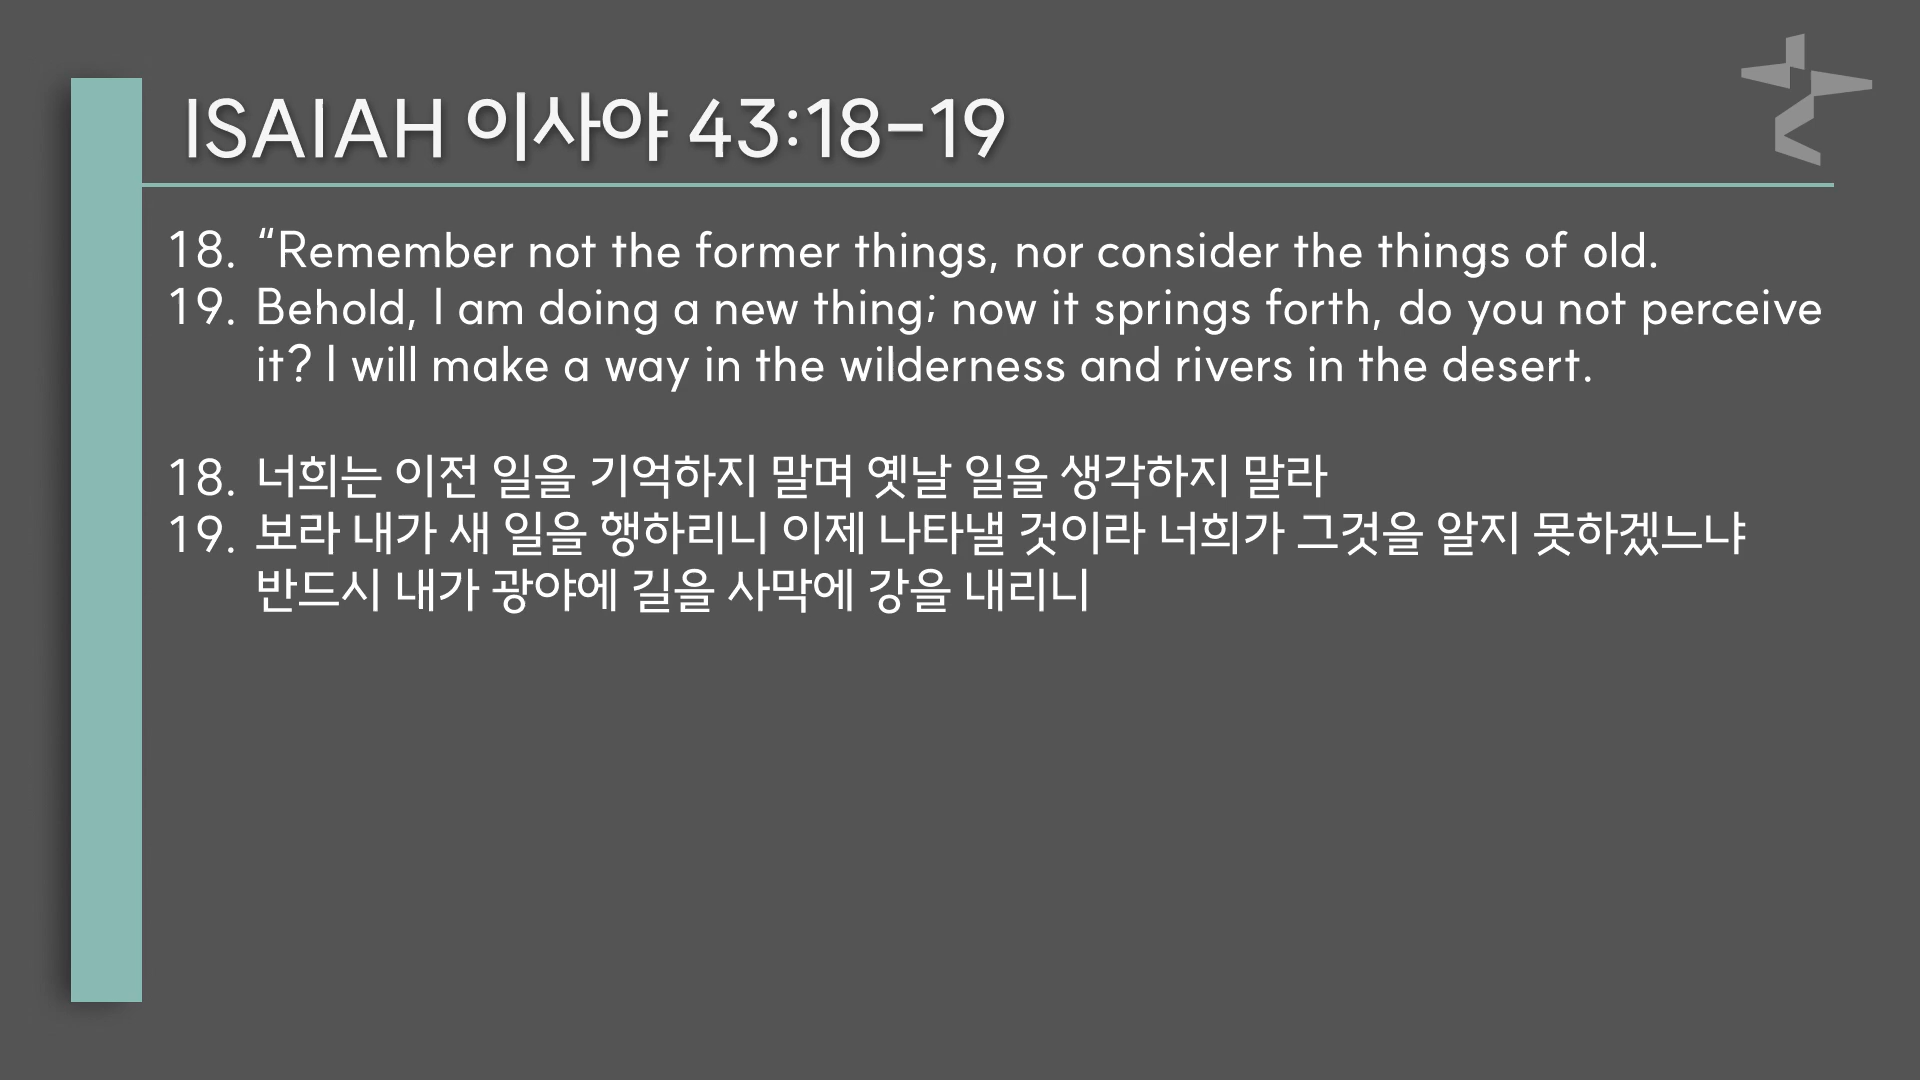 ISAIAH 이사야 43:18-19
18. “Remember not the former things, nor consider the things of old.
19. Behold, I am doing a new thing; now it springs forth, do you not perceive
it? I will make a way in the wilderness and rivers in the desert.
18. 너희는 이전 일을 기억하지 말며 옛날 일을 생각하지 말라
19. 보라 내가 새 일을 행하리니 이제 나타낼 것이라 너희가 그것을 알지 못하겠느냐
반드시 내가 광야에 길을 사막에 강을 내리니